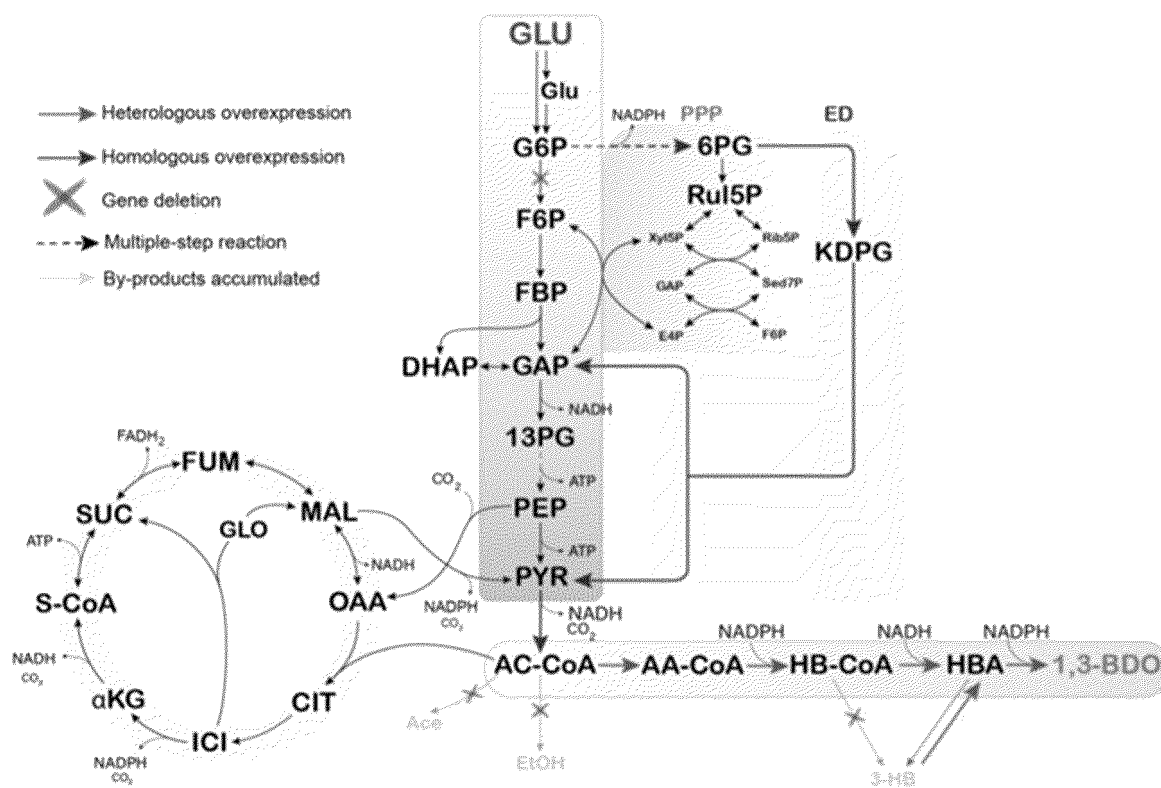 GLU
Glu
Heterologous overexpression
Homologous overexpression
Gene deletion
Multiple-step reaction
By-products accumulated
NADPH
PPP
ED
G6P
6PG
F6P
Rul5P
Xyl5P
Rib5P
KDPG
GAP
Sed7P
FBP
E4P
F6P
DHAP
GAP
NADH
13PG
FADH2
FUM
CO2
ATP
SUC
GLO
MAL
PEP
ATP
NADH
ATP
S-CoA
OAA
PYR
NADPH
CO2
NADH
CO2
NADPH
NADH
NADPH
NADH
CO2
AC-CoA
AA-CoA
HB-CoA
HBA
1,3-BDO
αKG
CIT
Ace
ICI
NADPH
CO2
EtOH
3-HB